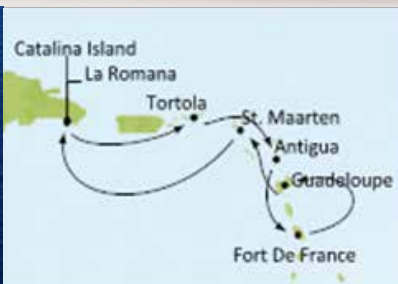 Catalina Island
La Romana
Tortola
St. Maarten
Antigua
Guadeloupe
Fort De France